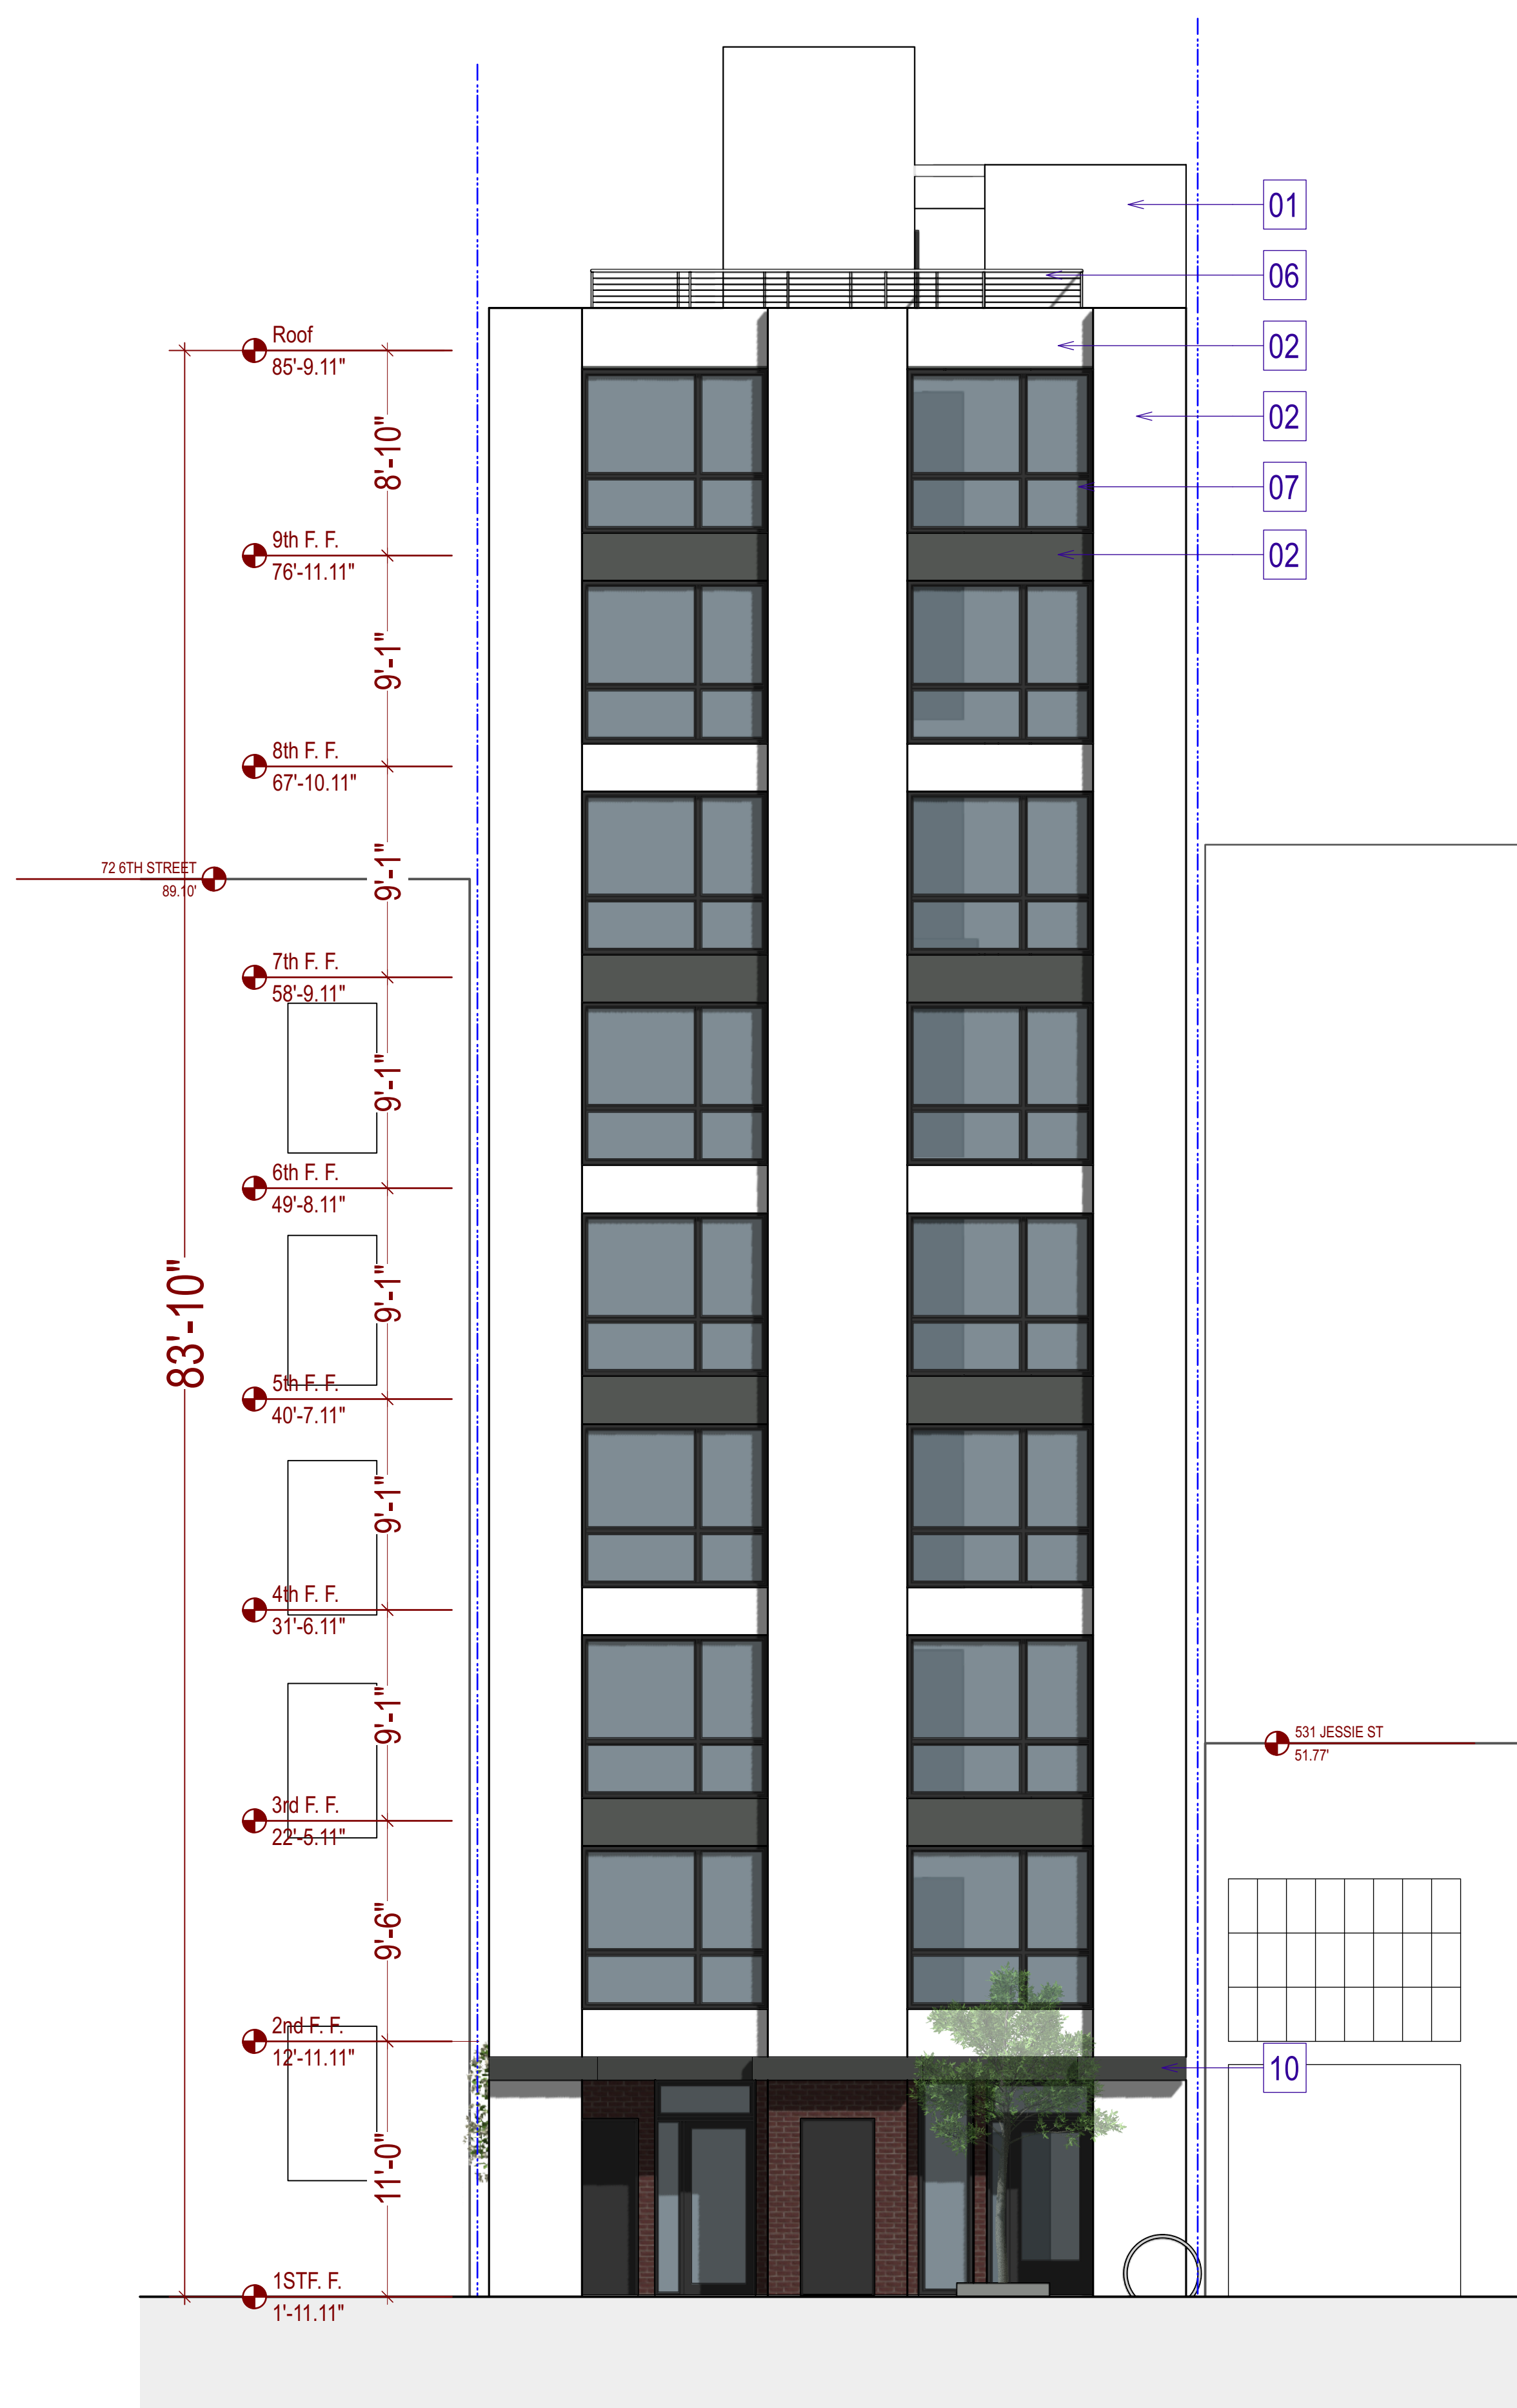 01
06
Roof
85'-9.11"
02
8'-10"
02
07
9th F. F.
76'-11.11"
02
9'-1"
8th F. F.
67'-10.11"
72 6TH STREET
89.10'
9'-1"
7th F. F.
58'-9.11"
9'-1"
6th F. F.
49'-8.11"
9'-1"
83'-10"
5th F. F.
40'-7.11"
9'-1"
4th F. F.
31'-6.11"
9'-1"
531 JESSIE ST
51.77'
3rd F. F.
22'-5.11"
9'-6"
2nd F. F.
12'-11.11"
10
11'-0"
1STF. F.
1'-11.11"